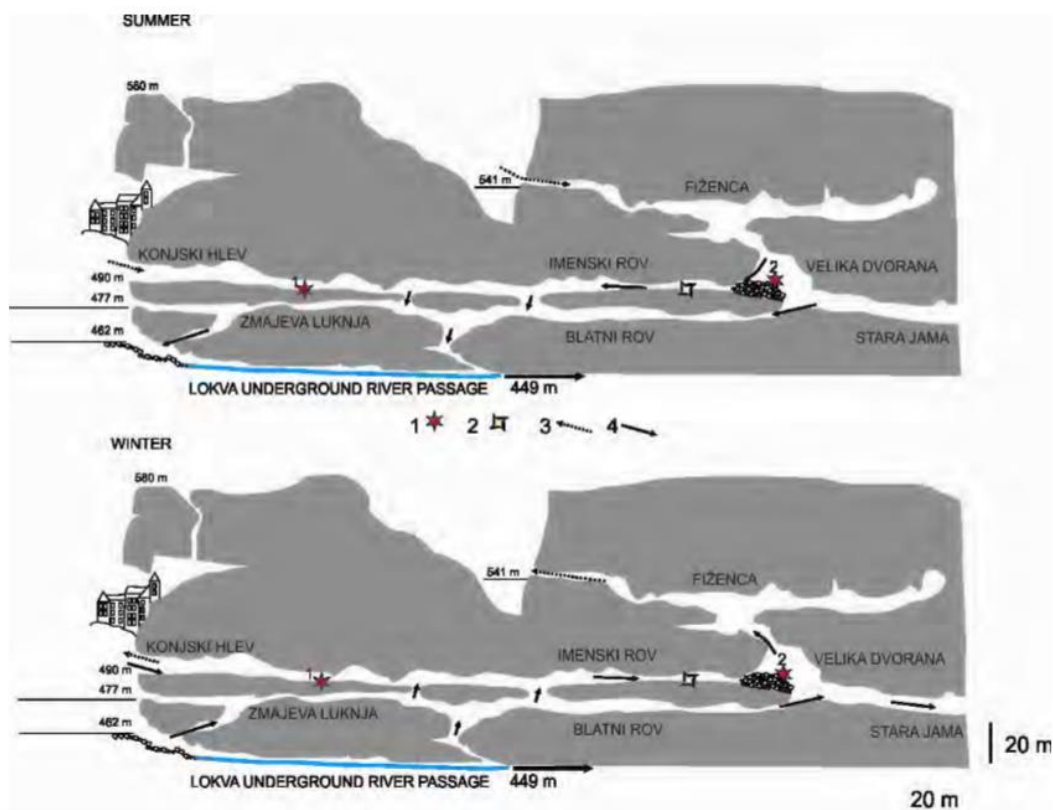 SUMMER
560 m
541 m
FIŽENCA
KONJSKI HLEV
IMENSKI ROV
2
VELIKA DVORANA
490 m
1
477 m
ZMAJEVA LUKNJA
BLATNI ROV
STARA JAMA
462 m
LOKVA UNDERGROUND RIVER PASSAGE
449 m
1 2 3 4
WINTER
580 m
541 m
FIŽENCA
KONJSKI HLEV
IMENSKI ROV
2
VELIKA DVORANA
490 m
1
477 m
ZMAJEVA LUKNJA
BLATNI ROV
STARA JAMA
462 m
20 m
LOKVA UNDERGROUND RIVER PASSAGE
449 m
20 m